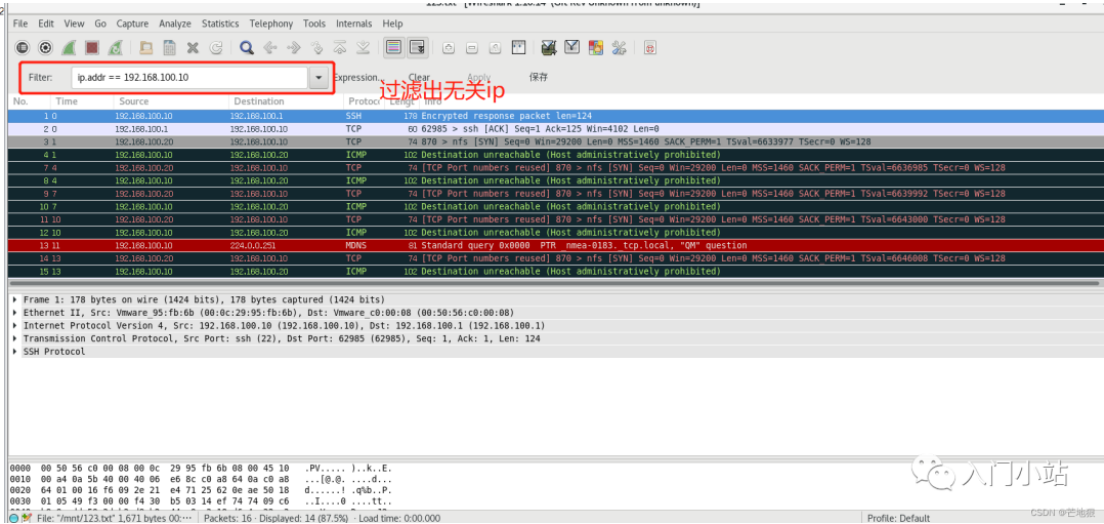 File Edit View Go Capture Analyze Statistics Telephony Tools Internals Help
Filter: ip.addr == 192.168.100.10 Expression... Clear Apply 保存
过滤出无关ip
No. Time Source Destination Protoc Lengt Info
1 0 192.168.100.10 192.168.100.1 SSH 178 Encrypted response packet len=124
2 0 192.168.100.1 192.168.100.10 TCP 60 62985 > ssh [ACK] Seq=1 Ack=125 Win=4102 Len=0
3 1 192.168.100.20 192.168.100.10 TCP 74 870 > nfs [SYN] Seq=0 Win=29200 Len=0 MSS=1460 SACK_PERM=1 TSval=6633977 TSecr=0 WS=128
4 1 192.168.100.10 192.168.100.20 ICMP 102 Destination unreachable (Host administratively prohibited)
7 4 192.168.100.20 192.168.100.10 TCP 74 [TCP Port numbers reused] 870 > nfs [SYN] Seq=0 Win=29200 Len=0 MSS=1460 SACK_PERM=1 TSval=6636985 TSecr=0 WS=128
8 4 192.168.100.10 192.168.100.20 ICMP 102 Destination unreachable (Host administratively prohibited)
9 7 192.168.100.20 192.168.100.10 TCP 74 [TCP Port numbers reused] 870 > nfs [SYN] Seq=0 Win=29200 Len=0 MSS=1460 SACK_PERM=1 TSval=6639992 TSecr=0 WS=128
10 7 192.168.100.10 192.168.100.20 ICMP 102 Destination unreachable (Host administratively prohibited)
11 10 192.168.100.20 192.168.100.10 TCP 74 [TCP Port numbers reused] 870 > nfs [SYN] Seq=0 Win=29200 Len=0 MSS=1460 SACK_PERM=1 TSval=6643000 TSecr=0 WS=128
12 10 192.168.100.10 192.168.100.20 ICMP 102 Destination unreachable (Host administratively prohibited)
13 11 192.168.100.10 224.0.0.251 MDNS 81 Standard query 0x0000 PTR _nmea-0183._tcp.local, "QM" question
14 13 192.168.100.20 192.168.100.10 TCP 74 [TCP Port numbers reused] 870 > nfs [SYN] Seq=0 Win=29200 Len=0 MSS=1460 SACK_PERM=1 TSval=6646008 TSecr=0 WS=128
15 13 192.168.100.10 192.168.100.20 ICMP 102 Destination unreachable (Host administratively prohibited)
Frame 1: 178 bytes on wire (1424 bits), 178 bytes captured (1424 bits)
Ethernet II, Src: Vmware_95:fb:6b (00:0c:29:95:fb:6b), Dst: Vmware_c0:00:08 (00:50:56:c0:00:08)
Internet Protocol Version 4, Src: 192.168.100.10 (192.168.100.10), Dst: 192.168.100.1 (192.168.100.1)
Transmission Control Protocol, Src Port: ssh (22), Dst Port: 62985 (62985), Seq: 1, Ack: 1, Len: 124
SSH Protocol
0000 00 50 56 c0 00 08 00 0c 29 95 fb 6b 08 00 45 10 .PV..... )..k..E.
0010 00 a4 0a 5b 40 00 40 06 e6 8c c0 a8 64 0a c0 a8 ...[@.@. ....d...
0020 64 01 00 16 f6 09 2e 21 e4 71 25 62 0e ae 50 18 d......! .q%b..P.
0030 01 05 49 f3 00 00 f4 30 b5 03 14 ef 74 74 09 c6 ..I....0 ....tt..
入门小站
File: "/mnt/123.txt" 1,671 bytes 00:··· Packets: 16 · Displayed: 14 (87.5%) · Load time: 0:00.000 Profile: Default
CSDN @芒地鹿